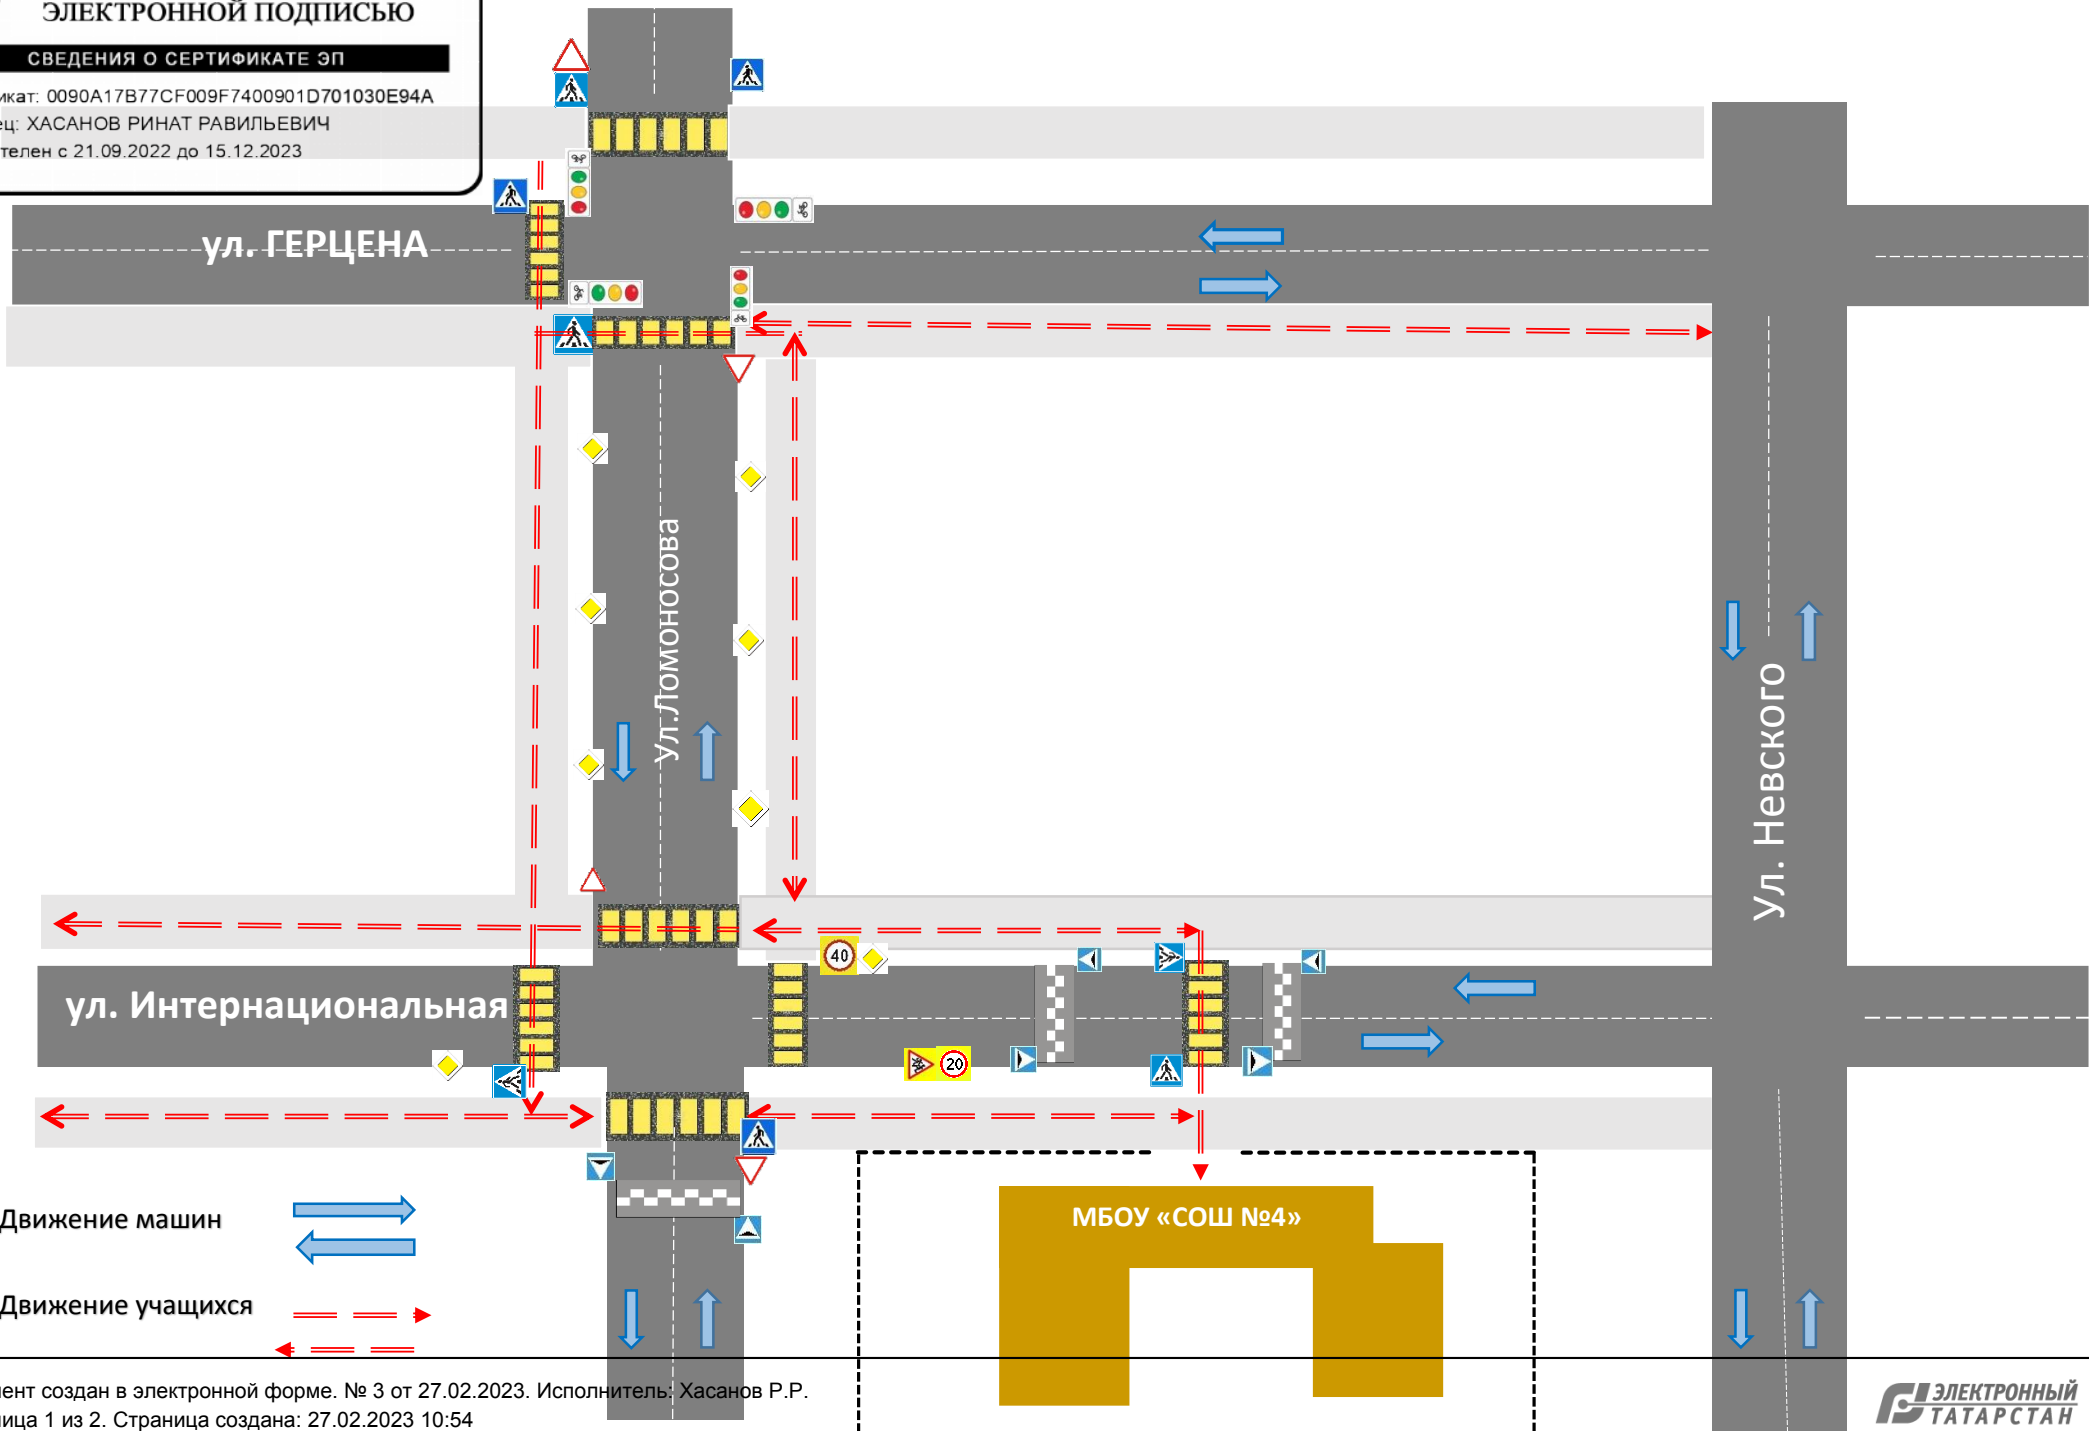 ЭЛЕКТРОННОЙ ПОДПИСЬЮ
СВЕДЕНИЯ О СЕРТИФИКАТЕ ЭП
икат: 0090A17B77CF009F7400901D701030E94A
ец: ХАСАНОВ РИНАТ РАВИЛЬЕВИЧ
телен с 21.09.2022 до 15.12.2023
ул. ГЕРЦЕНА
Ул.Ломоносова
Ул. Невского
40
ул. Интернациональная
20
МБОУ «СОШ №4»
Движение машин
Движение учащихся
мент создан в электронной форме. № 3 от 27.02.2023. Исполнитель: Хасанов Р.Р.
ница 1 из 2. Страница создана: 27.02.2023 10:54
ЭЛЕКТРОННЫЙ
ТАТАРСТАН